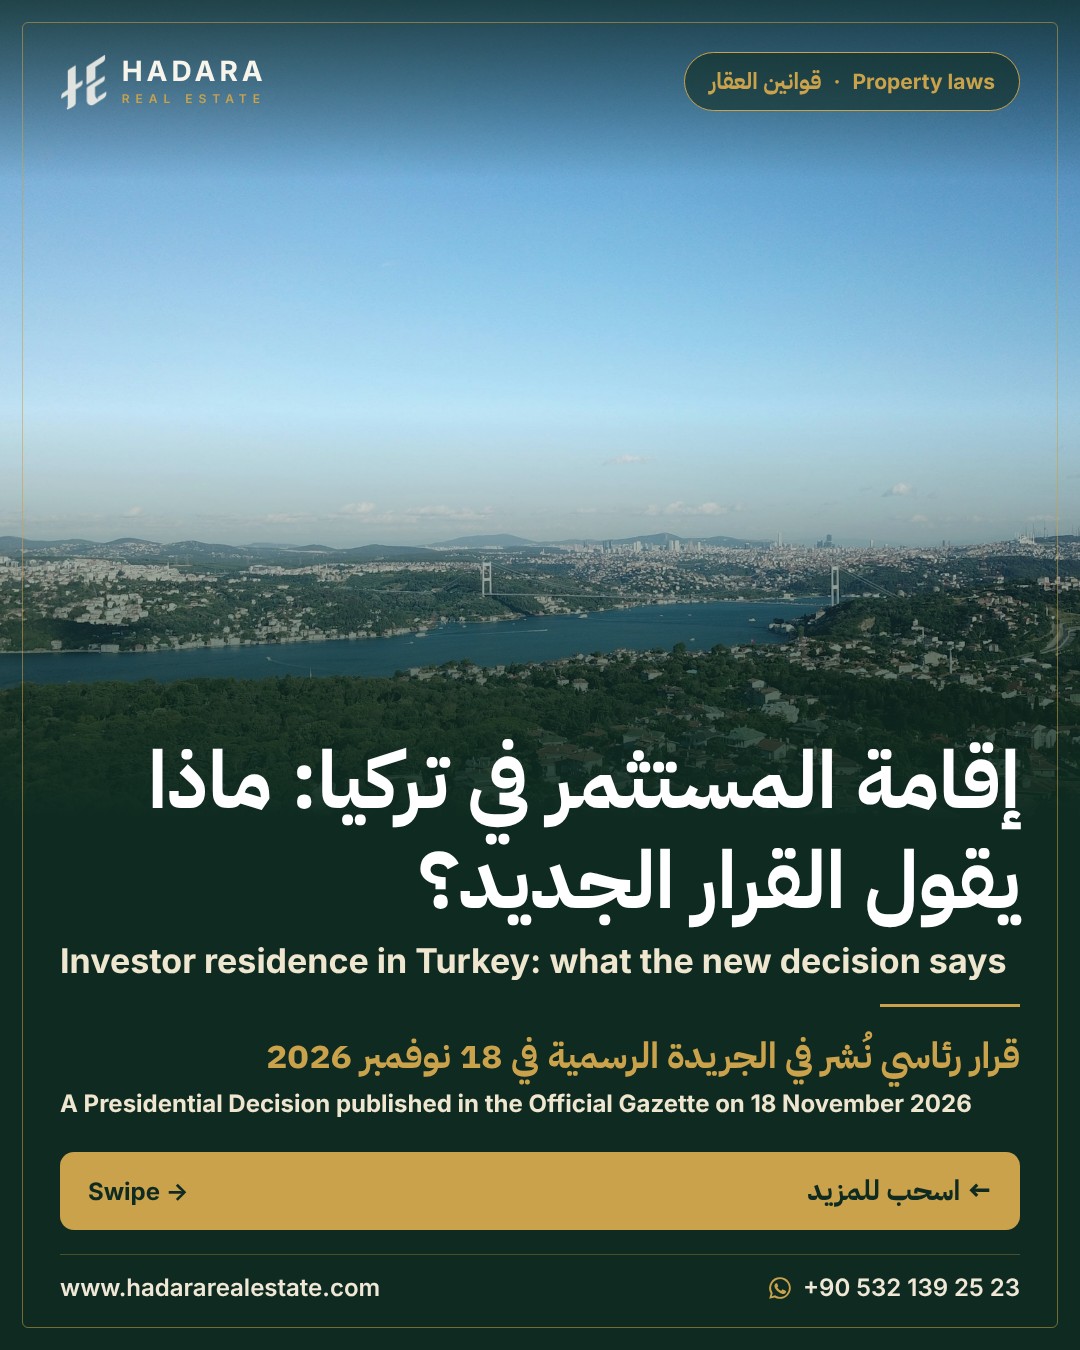 HADARA
REAL ESTATE
قوانين العقار · Property laws
إقامة المستثمر في تركيا: ماذا
يقول القرار الجديد؟
Investor residence in Turkey: what the new decision says
قرار رئاسي نُشر في الجريدة الرسمية في 18 نوفمبر 2026
A Presidential Decision published in the Official Gazette on 18 November 2026
Swipe →
← اسحب للمزيد
www.hadararealestate.com
+90 532 139 25 23